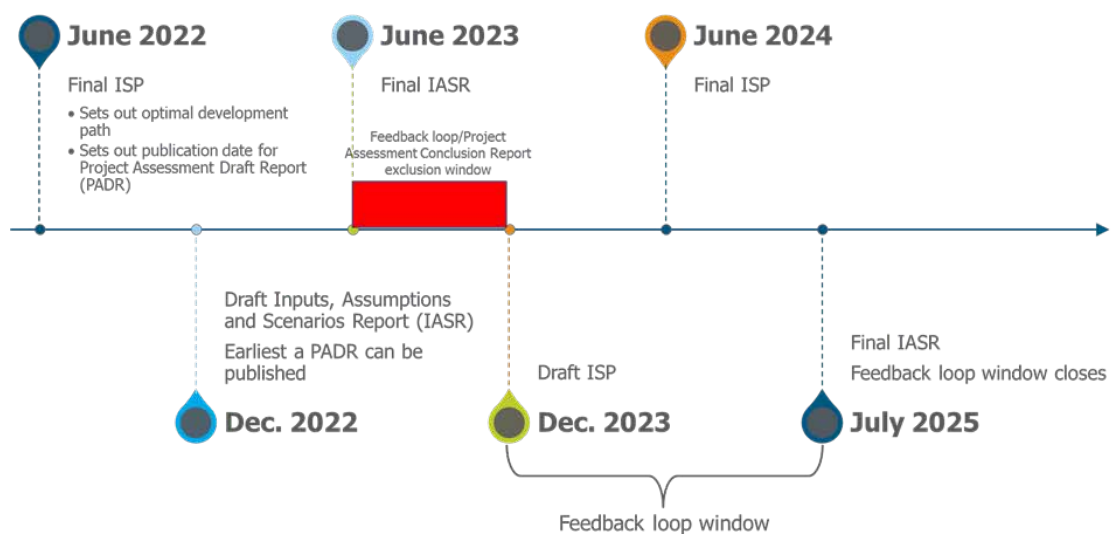 June 2022
Final ISP
• Sets out optimal development
path
• Sets out publication date for
Project Assessment Draft Report
(PADR)
June 2023
Final IASR
Feedback loop/Project
Assessment Conclusion Report
exclusion window
June 2024
Final ISP
Draft Inputs, Assumptions
and Scenarios Report (IASR)
Earliest a PADR can be
published
Dec. 2022
Draft ISP
Dec. 2023
Final IASR
Feedback loop window closes
July 2025
Feedback loop window